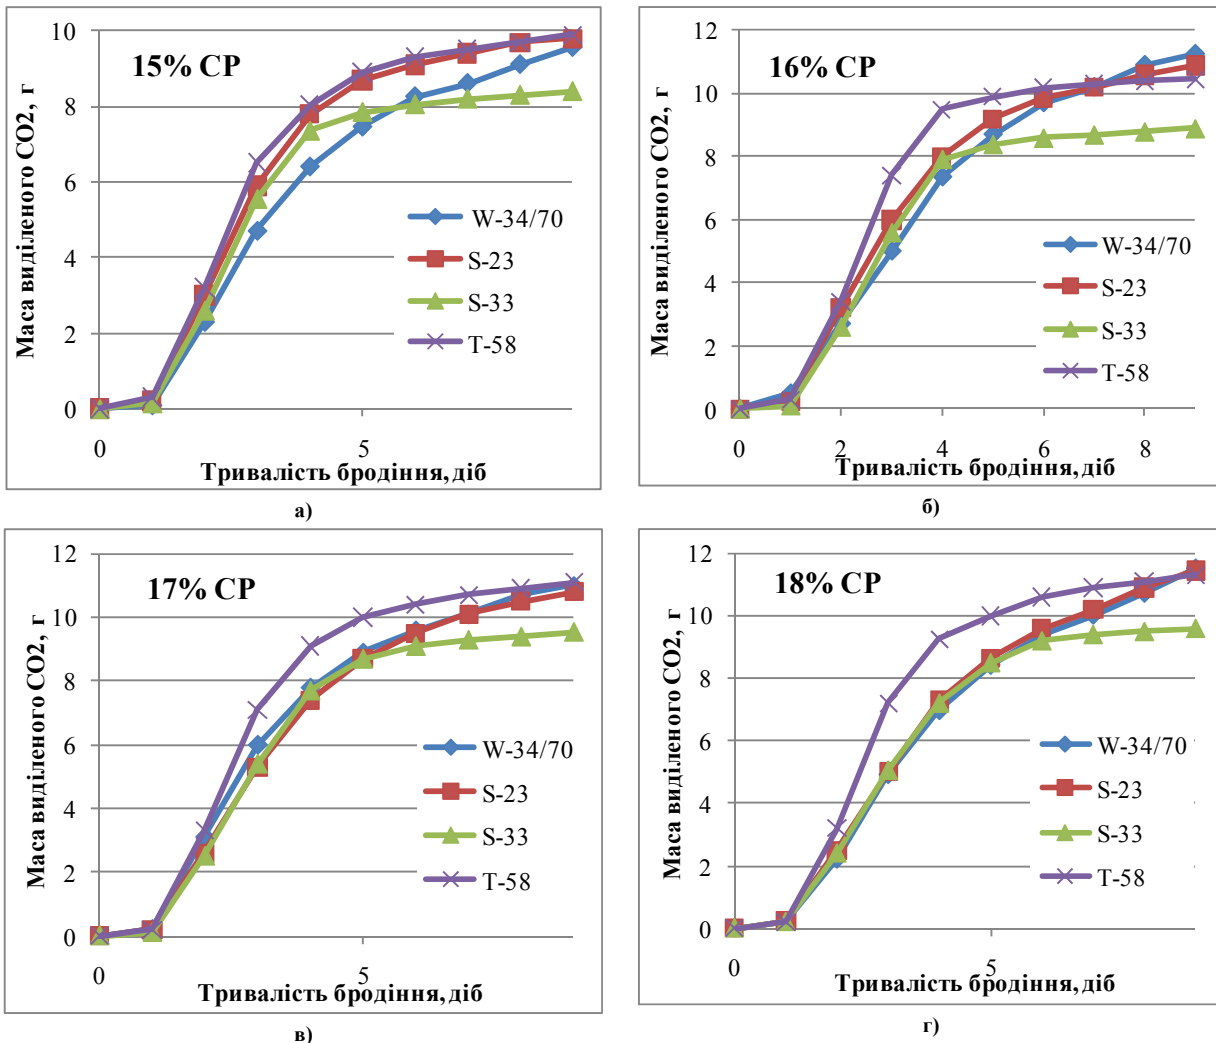 10
8
6
4
2
0
0
5
15% СР
Маса виділеного СО2, г
W-34/70
S-23
S-33
T-58
Тривалість бродіння, діб
а)
12
10
8
6
4
2
0
0
2
4
6
8
16% СР
Маса виділеного СО2, г
W-34/70
S-23
S-33
T-58
Тривалість бродіння, діб
б)
12
10
8
6
4
2
0
0
5
17% СР
Маса виділеного СО2, г
W-34/70
S-23
S-33
T-58
Тривалість бродіння, діб
в)
12
10
8
6
4
2
0
0
5
18% СР
Маса виділеного СО2, г
W-34/70
S-23
S-33
T-58
Тривалість бродіння, діб
г)